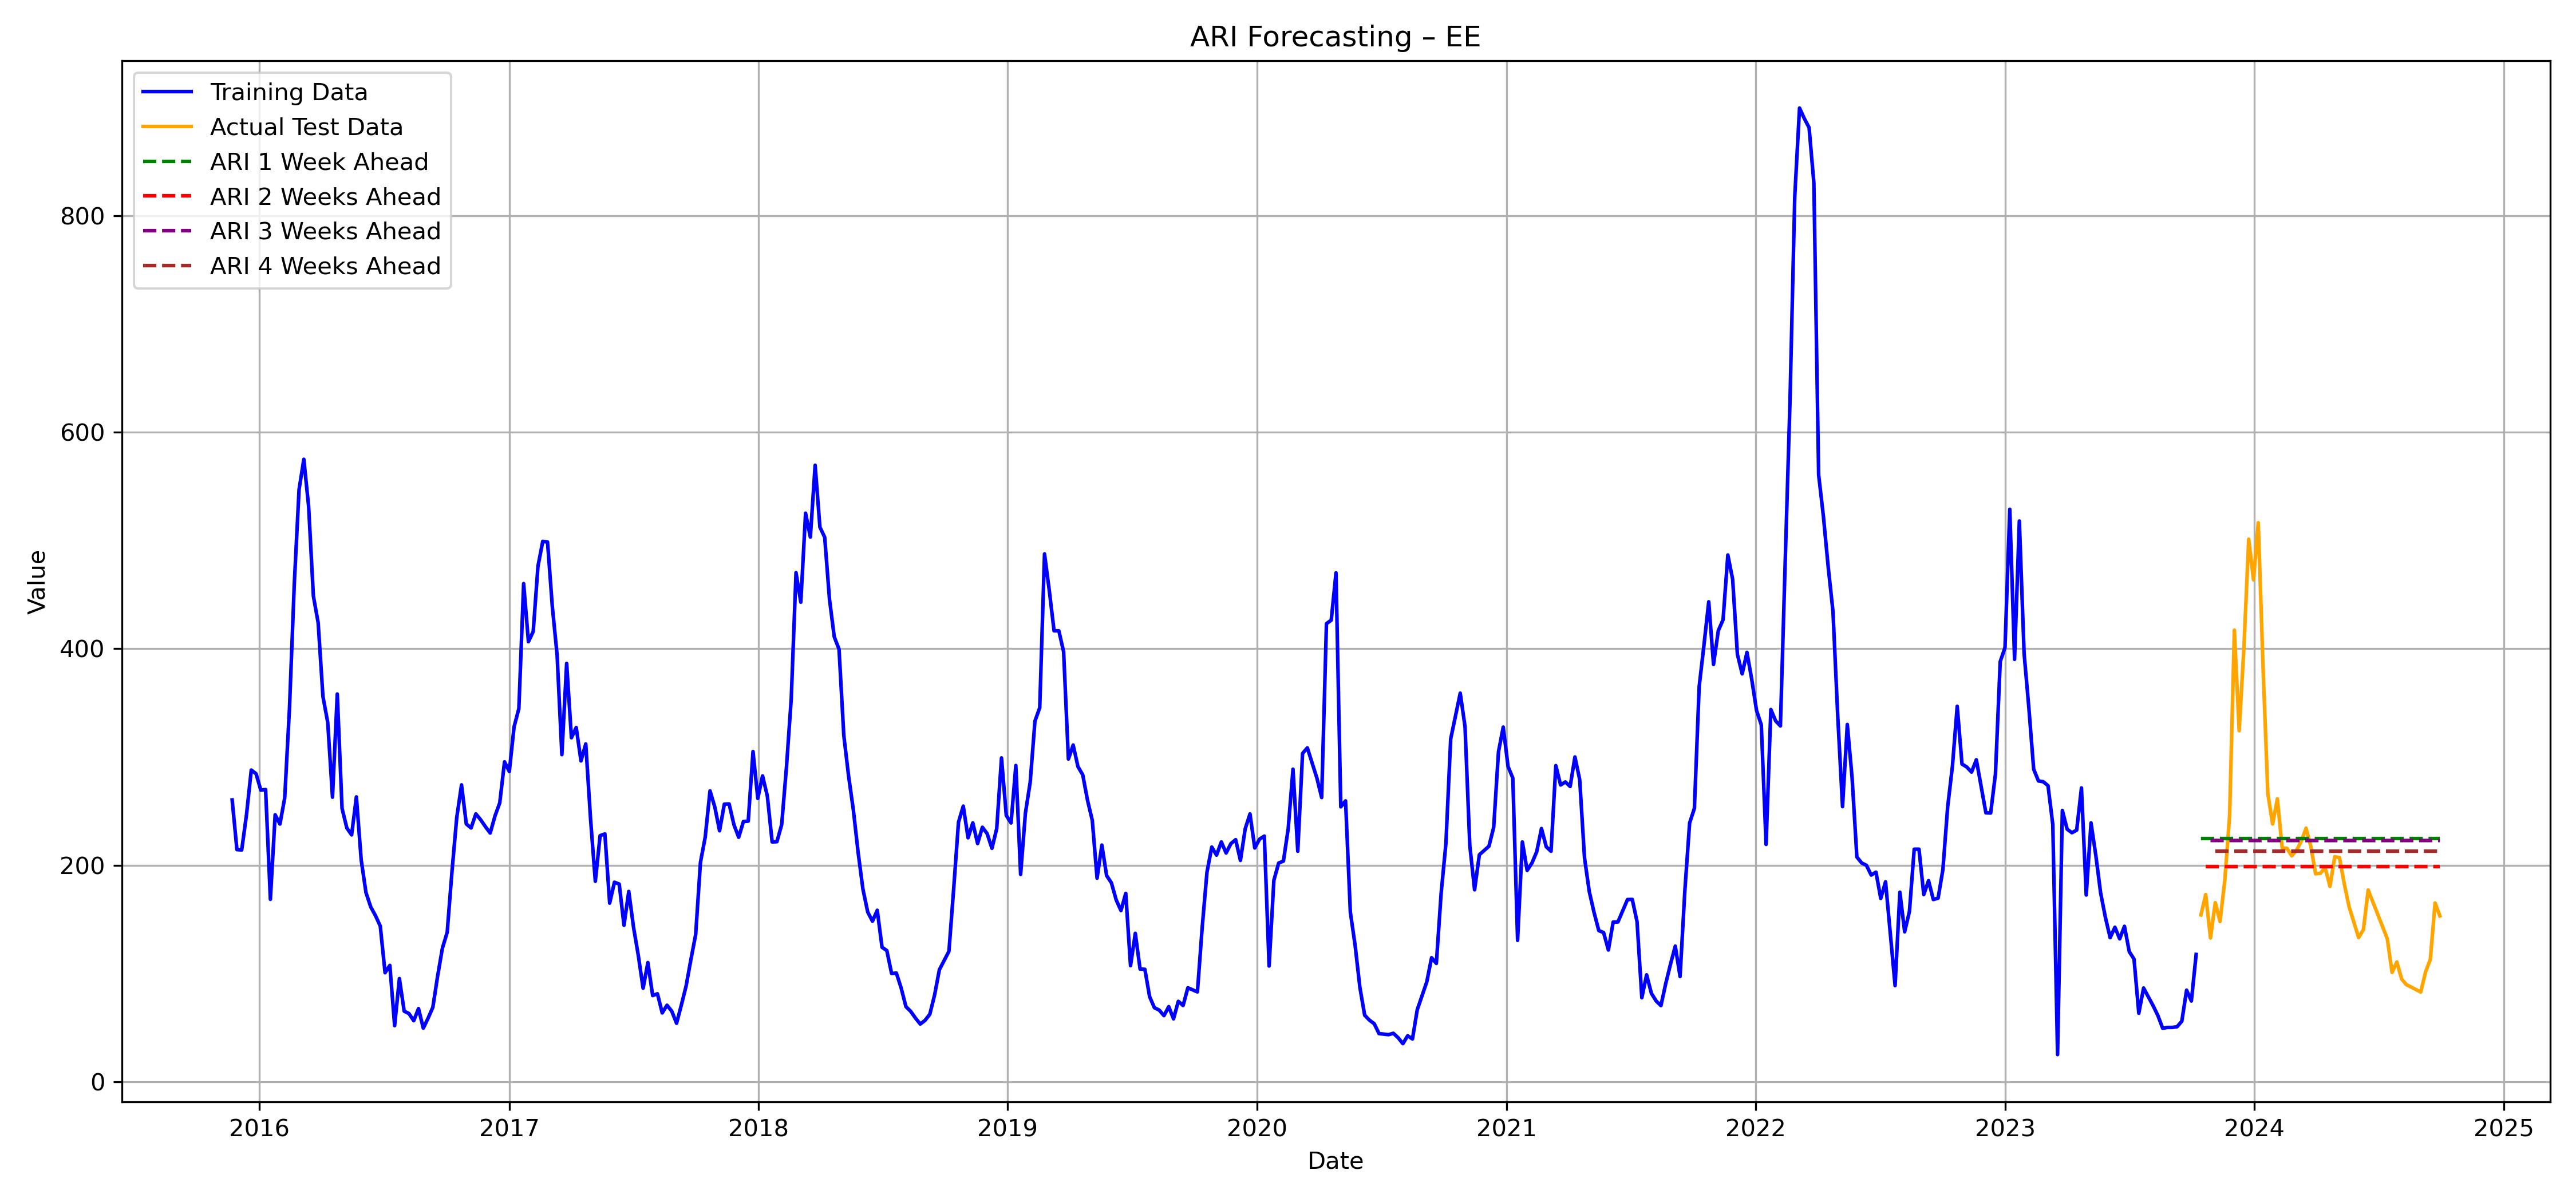 ARI Forecasting – EE
Training Data
Actual Test Data
ARI 1 Week Ahead
ARI 2 Weeks Ahead
ARI 3 Weeks Ahead
ARI 4 Weeks Ahead
Value
800
600
400
200
0
2016 2017 2018 2019 2020 2021 2022 2023 2024 2025
Date